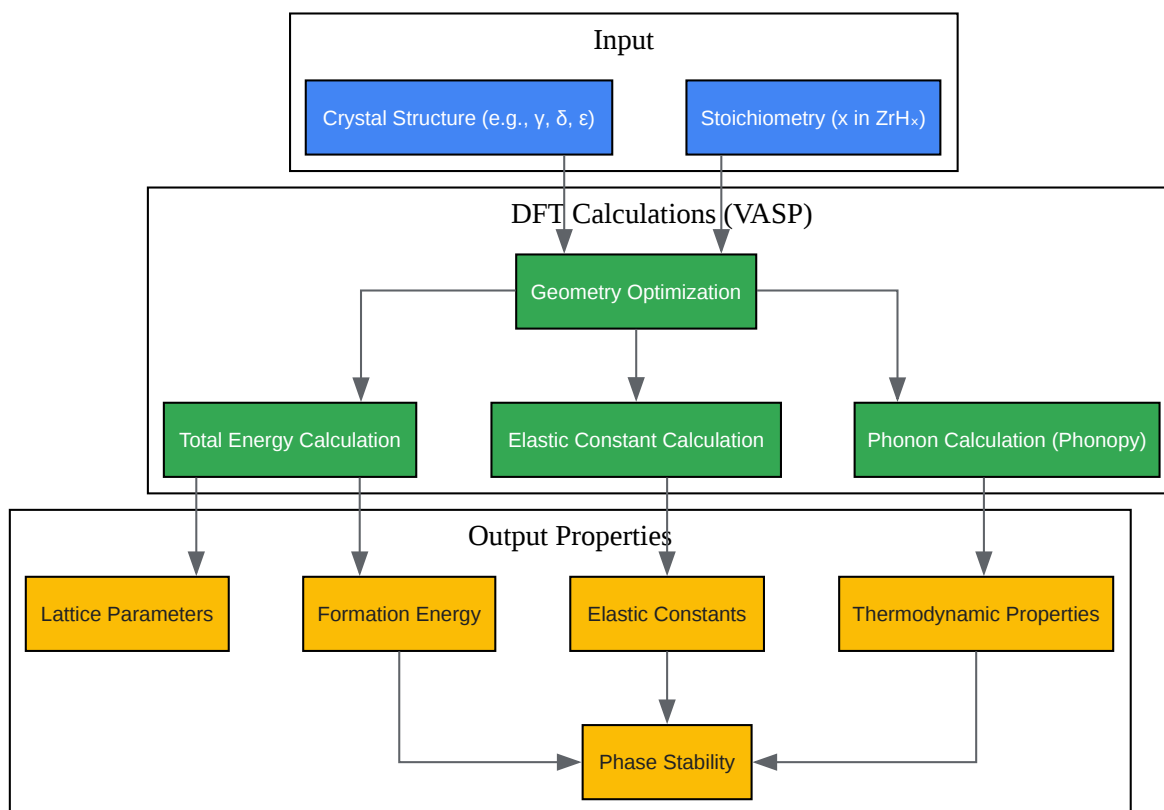 Input
Crystal Structure (e.g., γ, δ, ε)
Stoichiometry (x in ZrHₓ)
DFT Calculations (VASP)
Geometry Optimization
Total Energy Calculation
Elastic Constant Calculation
Phonon Calculation (Phonopy)
Output Properties
Lattice Parameters
Formation Energy
Elastic Constants
Thermodynamic Properties
Phase Stability